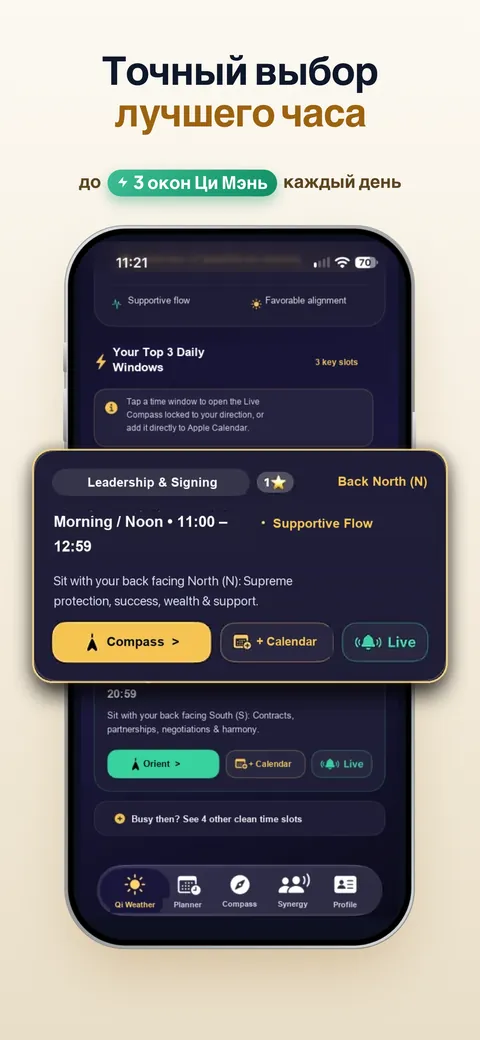 Точный выбор
лучшего часа
до 3 окон Ци Мэнь каждый день
11:21 70
Supportive flow Favorable alignment
Your Top 3 Daily
Windows
3 key slots
Tap a time window to open the Live
Compass locked to your direction, or
add it directly to Apple Calendar.
Leadership & Signing 1 Back North (N)
Morning / Noon • 11:00 –
12:59
• Supportive Flow
Sit with your back facing North (N): Supreme
protection, success, wealth & support.
Compass > + Calendar Live
20:59
Sit with your back facing South (S): Contracts,
partnerships, negotiations & harmony.
Orient > + Calendar Live
Busy then? See 4 other clean time slots
Qi Weather Planner Compass Synergy Profile